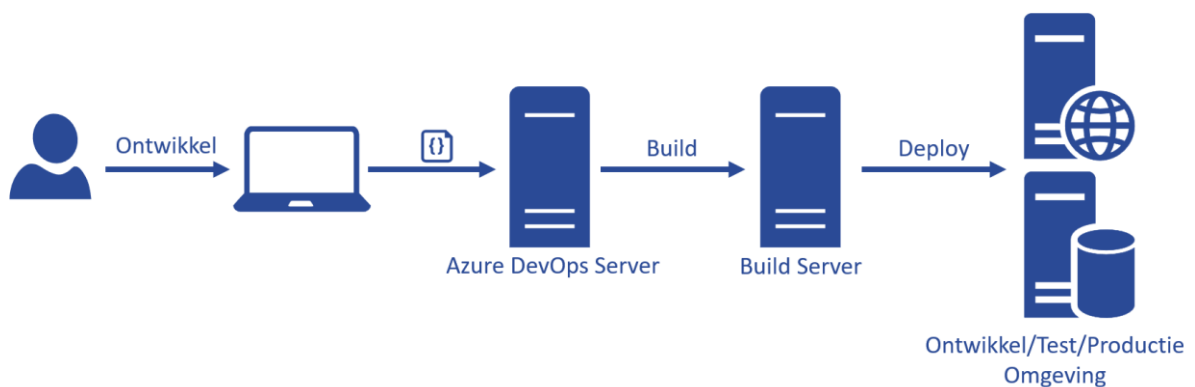 Ontwikkel
{}
Build
Deploy
Azure DevOps Server
Build Server
Ontwikkel/Test/Productie
Omgeving